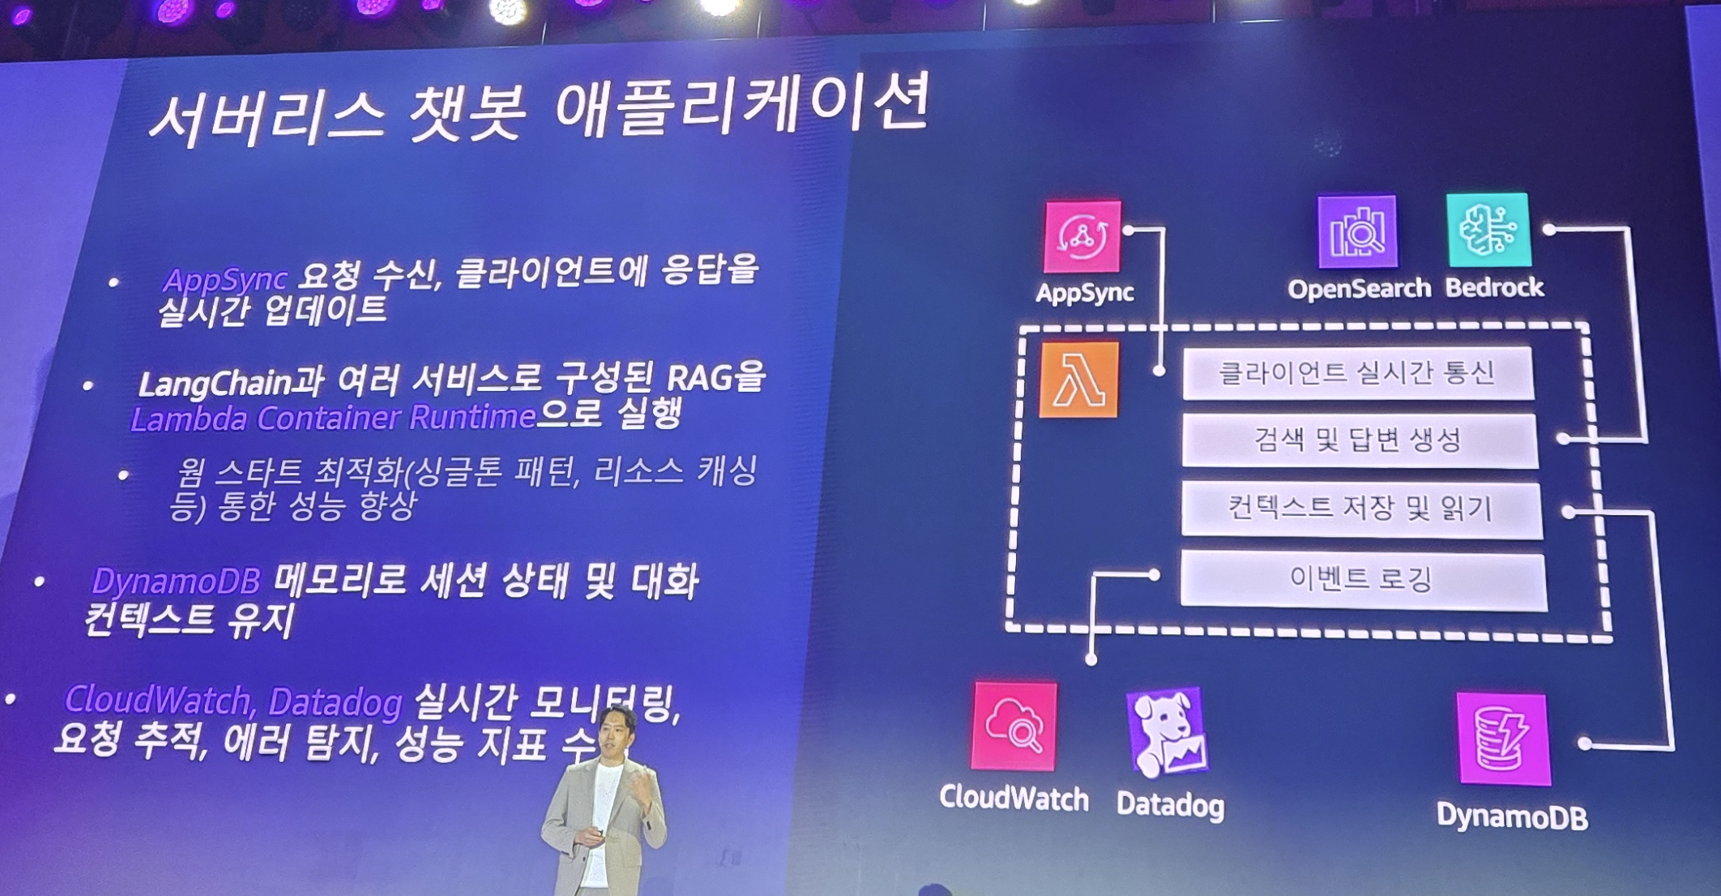 서버리스 챗봇 애플리케이션
• AppSync 요청 수신, 클라이언트에 응답을
실시간 업데이트
• LangChain과 여러 서비스로 구성된 RAG을
Lambda Container Runtime으로 실행
• 웜 스타트 최적화(싱글톤 패턴, 리소스 캐싱
등) 통한 성능 향상
• DynamoDB 메모리로 세션 상태 및 대화
컨텍스트 유지
• CloudWatch, Datadog 실시간 모니터링,
요청 추적, 에러 탐지, 성능 지표 수
AppSync
OpenSearch
Bedrock
클라이언트 실시간 통신
검색 및 답변 생성
컨텍스트 저장 및 읽기
이벤트 로깅
CloudWatch
Datadog
DynamoDB